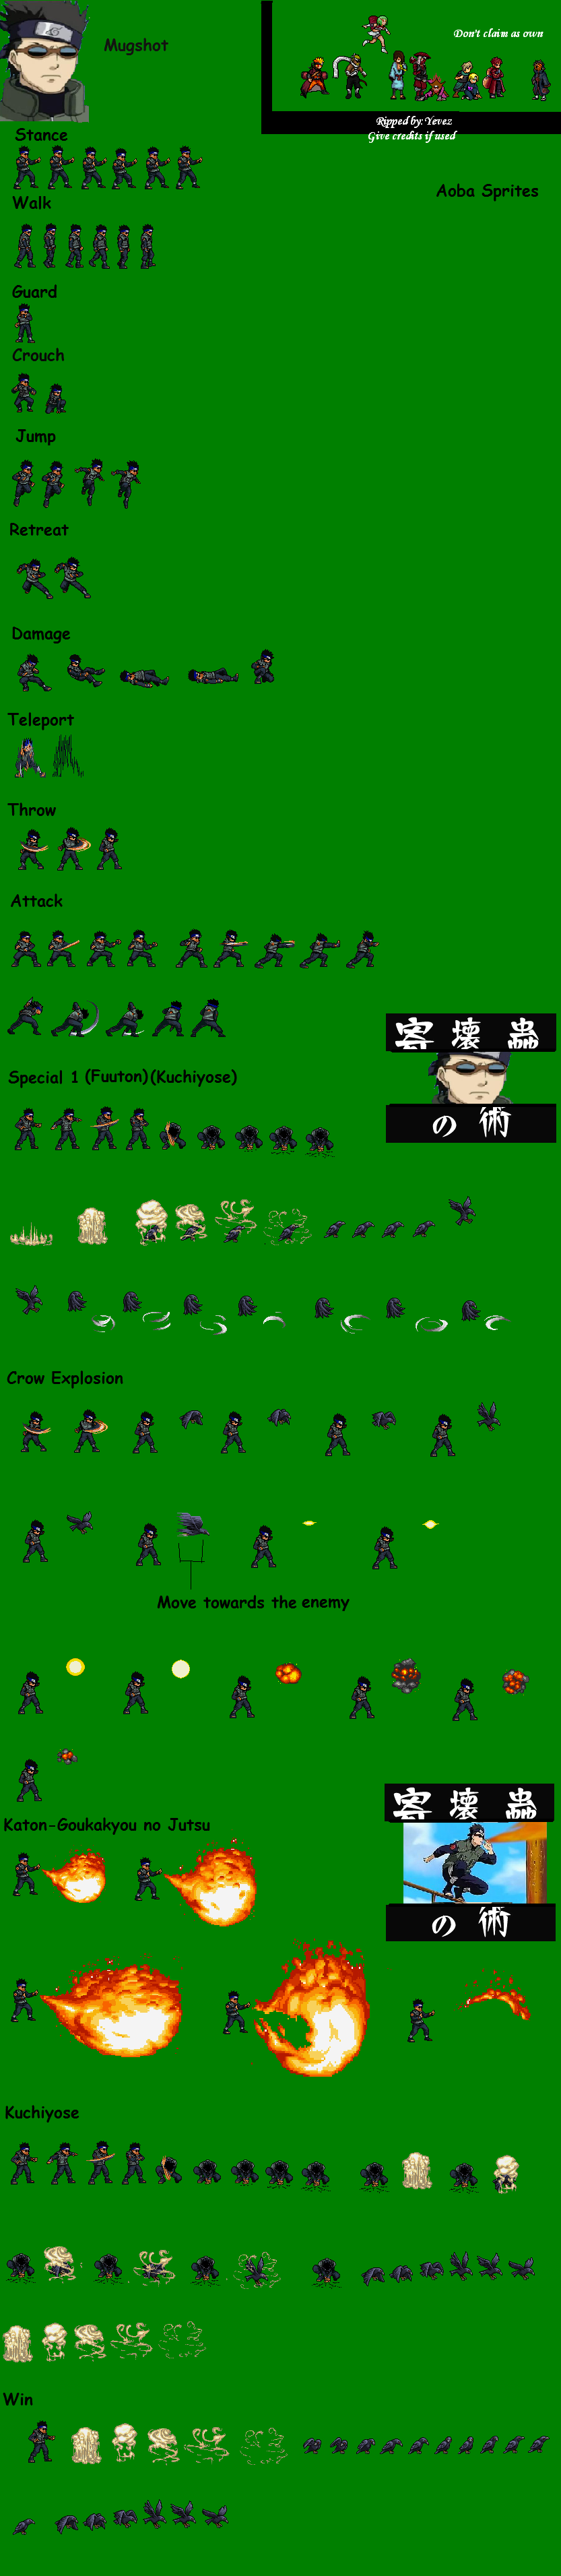 Mugshot
Don't claim as own
Ripped by: Yevez
Give credits if used
Stance
Aoba Sprites
Walk
Guard
Crouch
Jump
Retreat
Damage
Teleport
Throw
Attack
寄壊蟲
の術
Special 1 (Fuuton)(Kuchiyose)
Crow Explosion
Move towards the enemy
寄壊蟲
の術
Katon-Goukakyou no Jutsu
Kuchiyose
Win